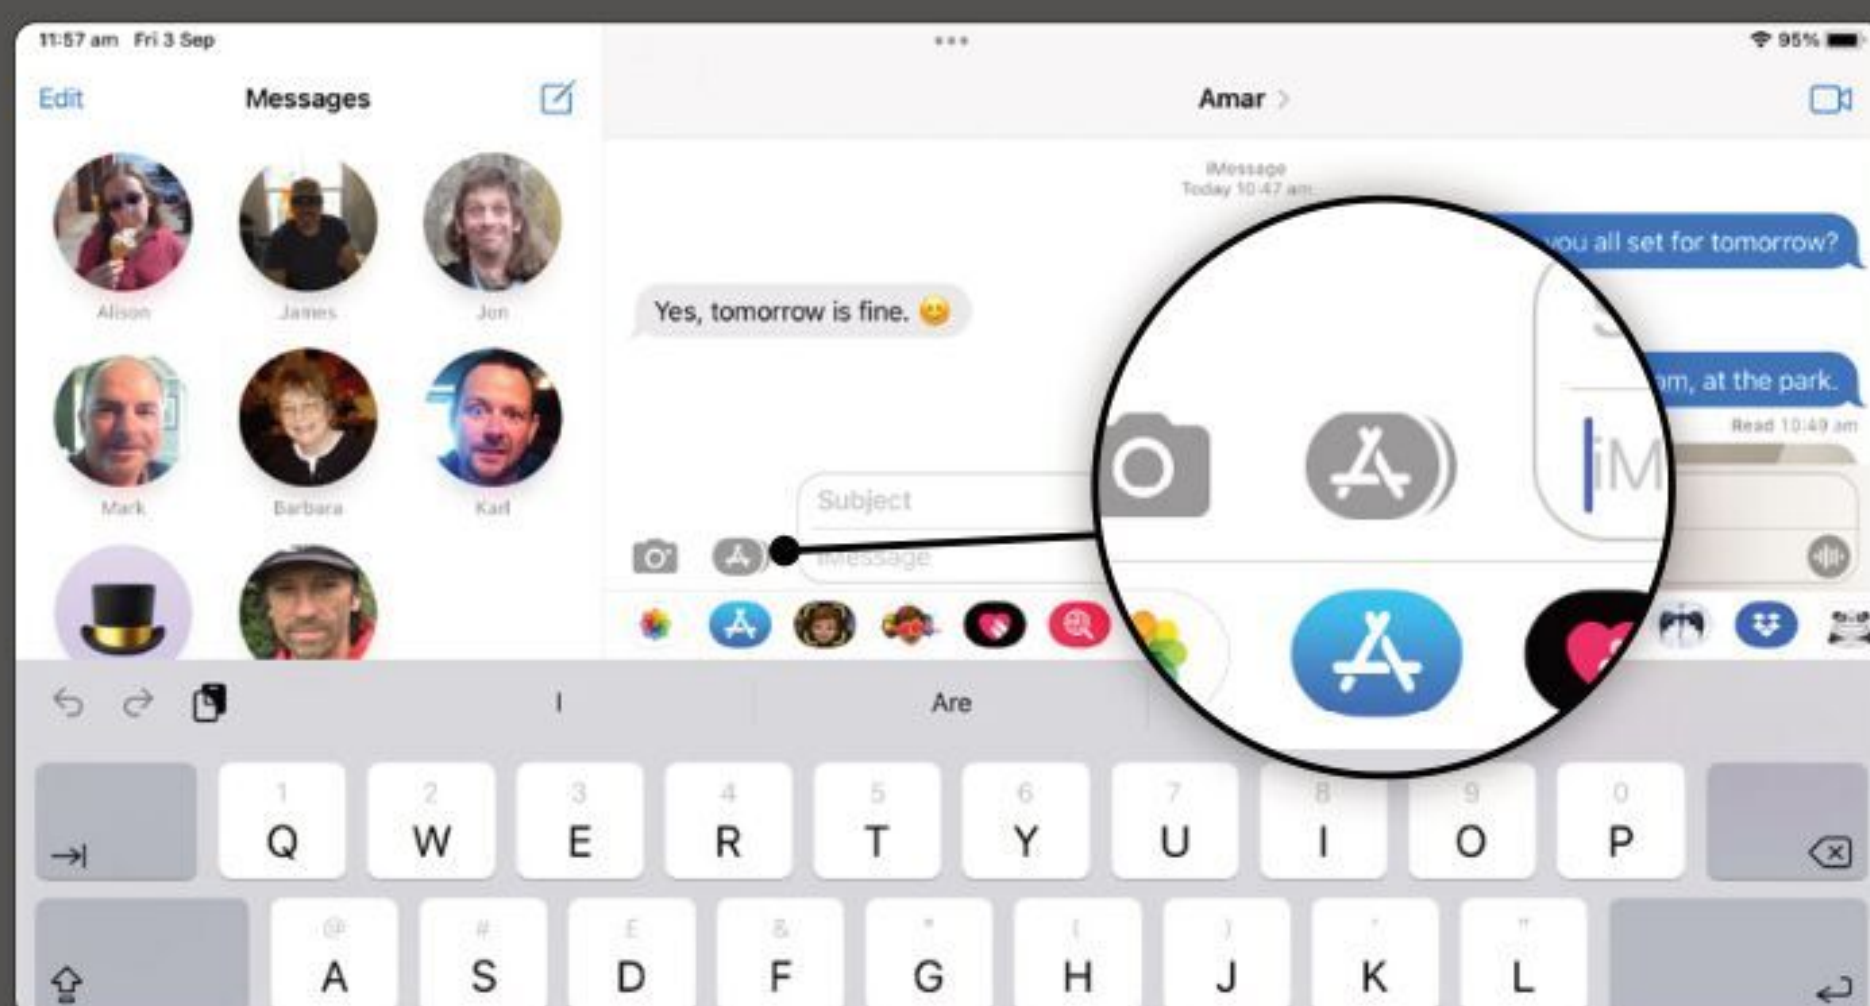 11:57 am Fri 3 Sep
95%
Edit
Messages
Amar
iMessage
Today 10:47 am
you all set for tomorrow?
Yes, tomorrow is fine. 😊
at the park.
Read 10:49 am
Alison
James
Jon
Mark
Barbara
Karl
Subject
iMessage
iM
I
Are
1 2 3 4 5 6 7 8 9 0
Q W E R T Y U I O P
@ # £ & * ( ) ' "
A S D F G H J K L